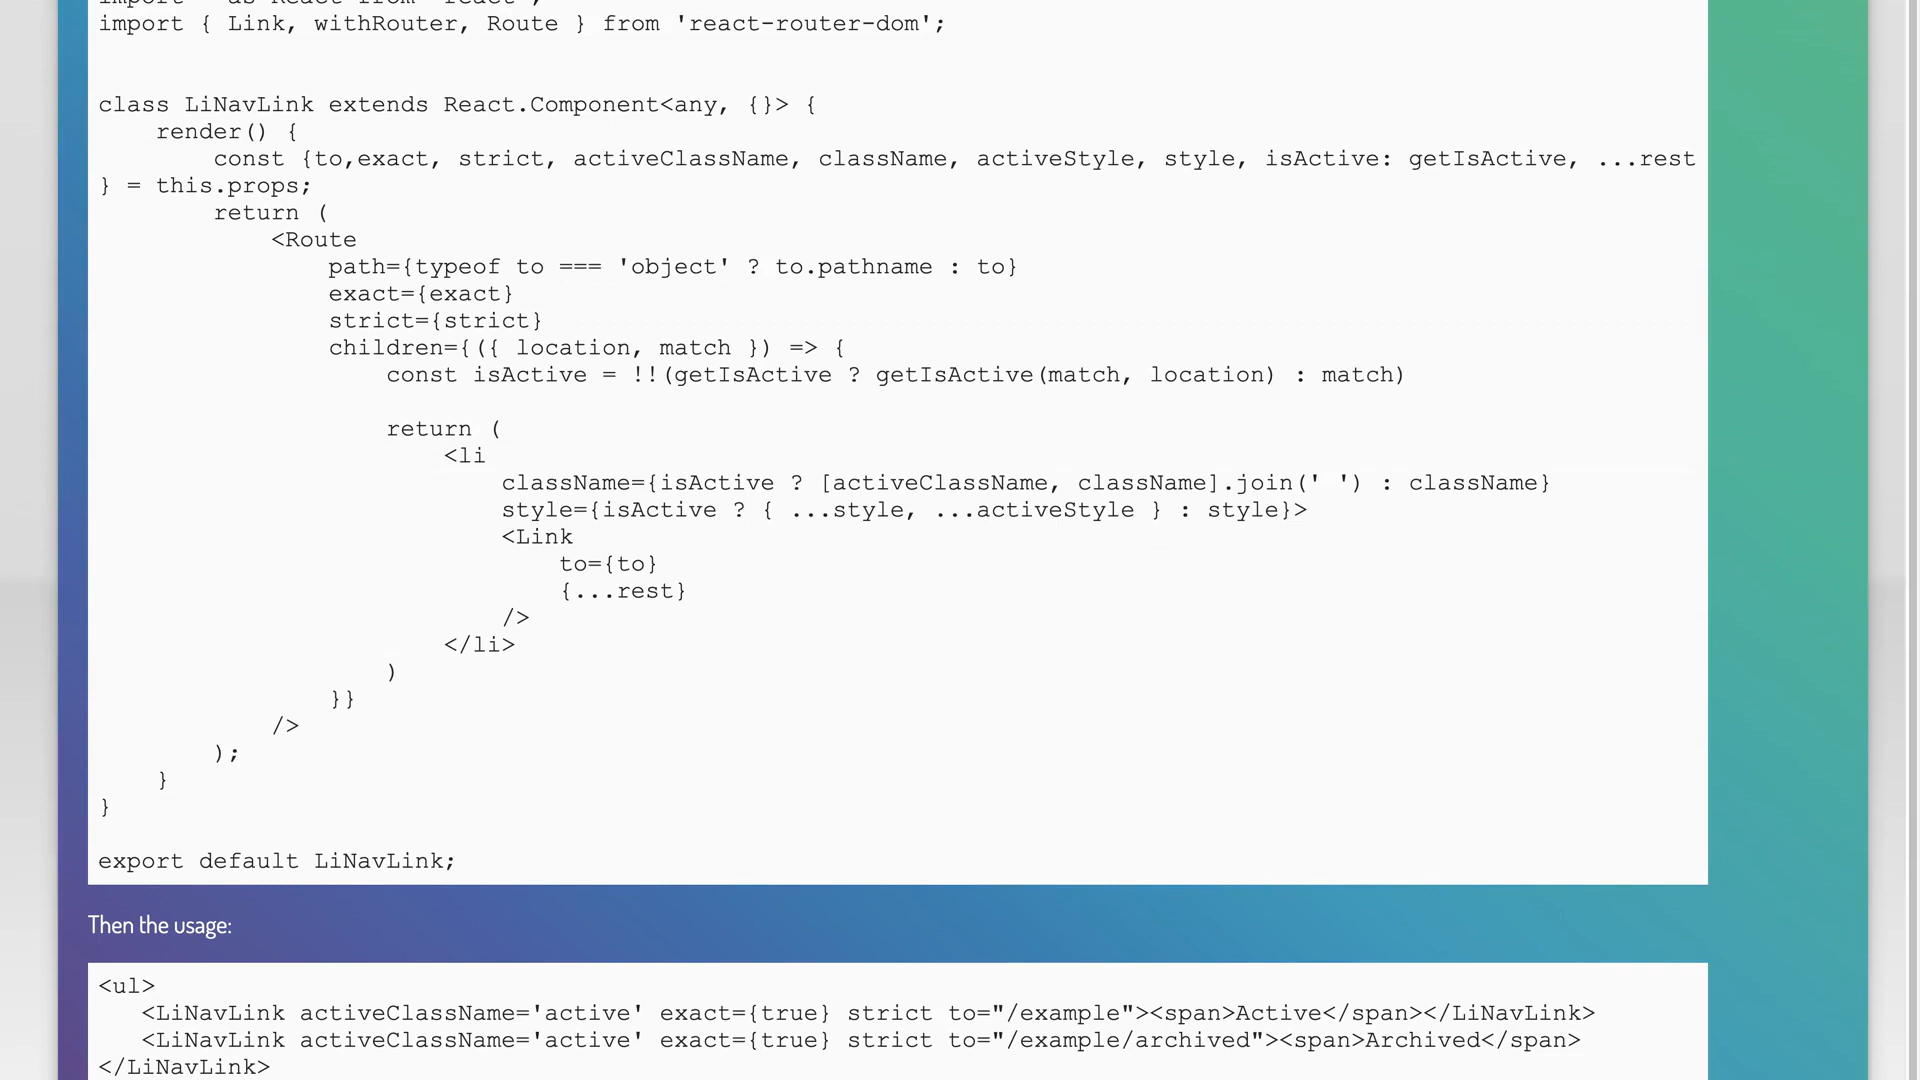 import * as React from 'react';
import { Link, withRouter, Route } from 'react-router-dom';


class LiNavLink extends React.Component<any, {}> {
    render() {
        const {to,exact, strict, activeClassName, className, activeStyle, style, isActive: getIsActive, ...rest
} = this.props;
        return (
            <Route
                path={typeof to === 'object' ? to.pathname : to}
                exact={exact}
                strict={strict}
                children={({ location, match }) => {
                    const isActive = !!(getIsActive ? getIsActive(match, location) : match)

                    return (
                        <li
                            className={isActive ? [activeClassName, className].join(' ') : className}
                            style={isActive ? { ...style, ...activeStyle } : style}>
                            <Link
                                to={to}
                                {...rest}
                            />
                        </li>
                    )
                }}
            />
        );
    }
}

export default LiNavLink;
Then the usage:
<ul>
   <LiNavLink activeClassName='active' exact={true} strict to="/example"><span>Active</span></LiNavLink>
   <LiNavLink activeClassName='active' exact={true} strict to="/example/archived"><span>Archived</span>
</LiNavLink>